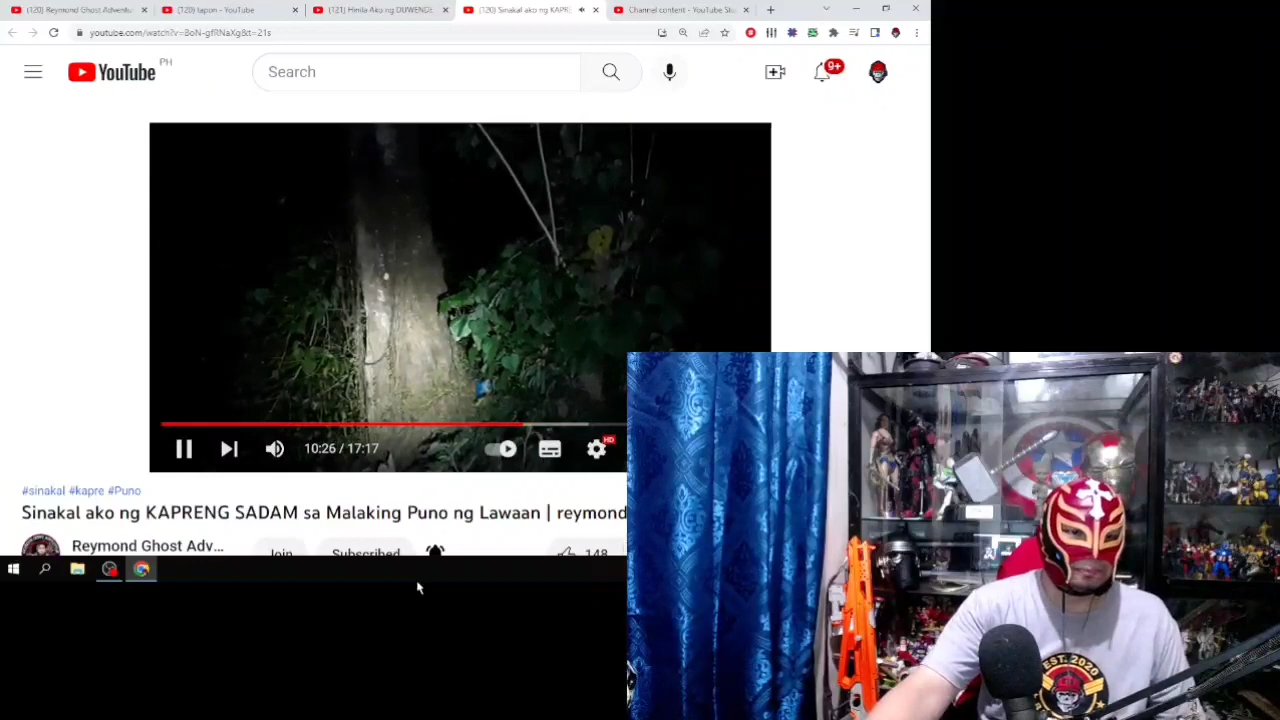 (120) Reymond Ghost Adventu
(120) tapon - YouTube
(121) Hinila Ako ng DUWENDE
(120) Sinakal ako ng KAPRE
Channel content - YouTube Stu
youtube.com/watch?v=BoN-gfRNaXg&t=21s
YouTube PH
Search
9+
10:26 / 17:17
HD
#sinakal #kapre #Puno
Sinakal ako ng KAPRENG SADAM sa Malaking Puno ng Lawaan | reymond
Reymond Ghost Adv...
Join
Subscribed
148
EST. 2020